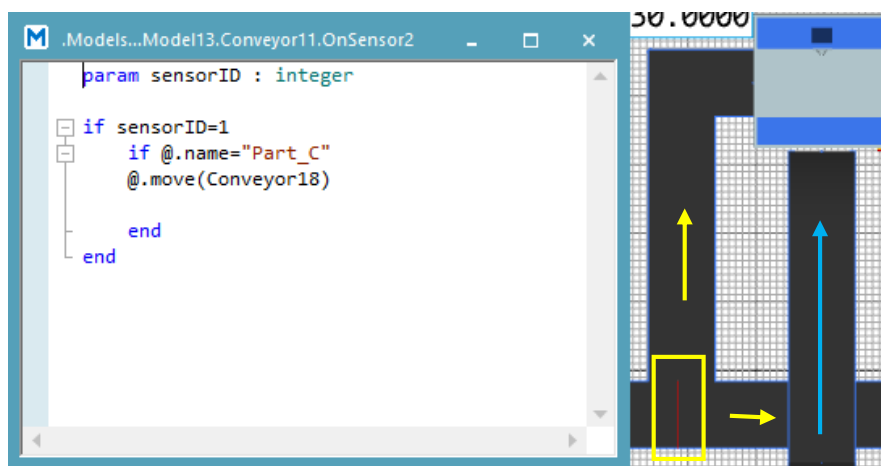 M .Models...Model13.Conveyor11.OnSensor2
param sensorID : integer
if sensorID=1
if @.name="Part_C"
@.move(Conveyor18)
end
end
30.0000